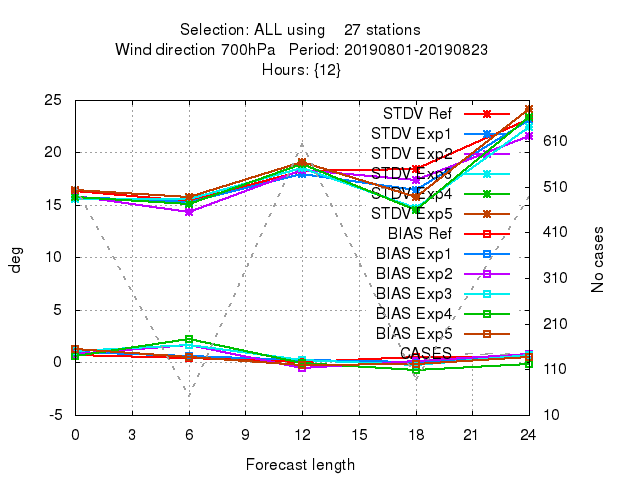 Selection: ALL using    27 stations
Wind direction 700hPa   Period: 20190801-20190823
Hours: {12}
25
20
15
10
5
0
-5
deg
STDV Ref
STDV Exp1
STDV Exp2
STDV Exp3
STDV Exp4
STDV Exp5
BIAS Ref
BIAS Exp1
BIAS Exp2
BIAS Exp3
BIAS Exp4
BIAS Exp5
CASES
610
510
410
310
210
110
10
No cases
0 3 6 9 12 15 18 21 24
Forecast length